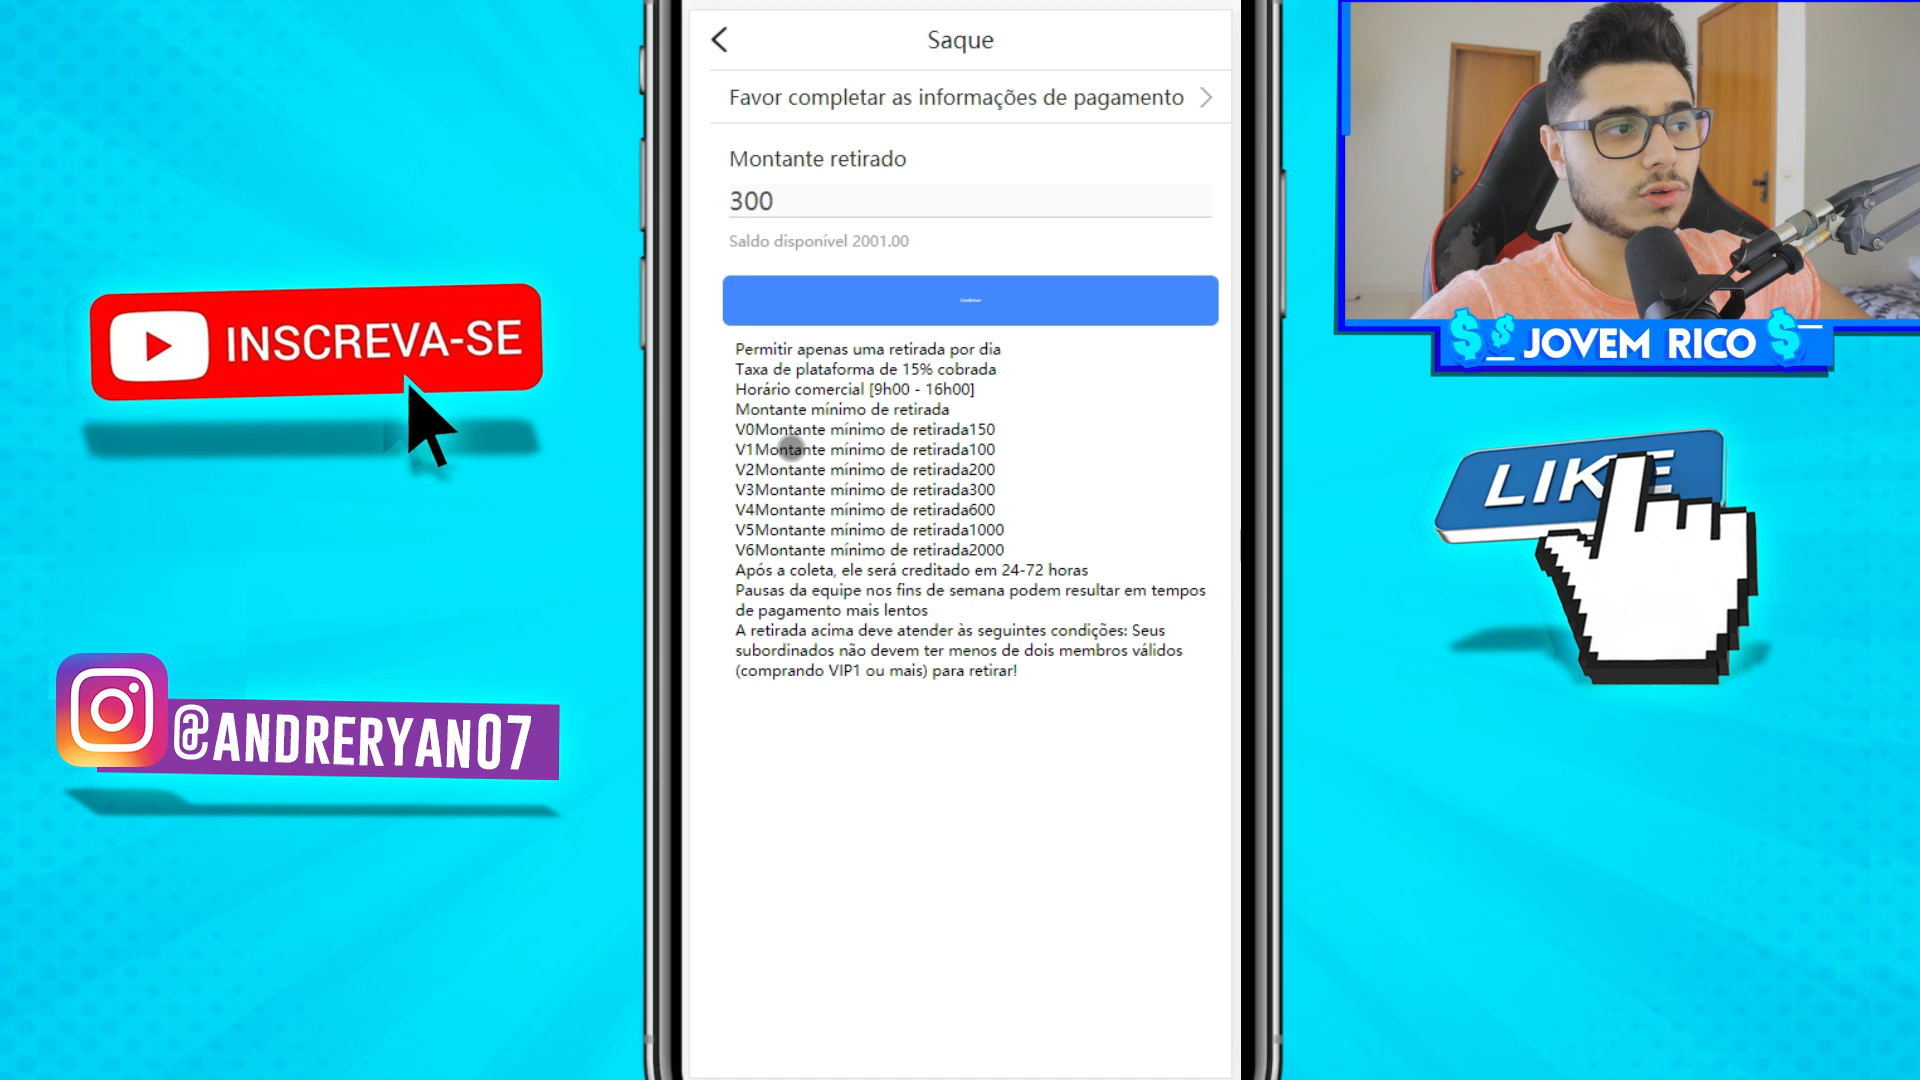 Saque
Favor completar as informações de pagamento
Montante retirado
300
Saldo disponível 2001.00
Permitir apenas uma retirada por dia
Taxa de plataforma de 15% cobrada
Horário comercial [9h00 - 16h00]
Montante mínimo de retirada
V0Montante mínimo de retirada150
V1Montante mínimo de retirada100
V2Montante mínimo de retirada200
V3Montante mínimo de retirada300
V4Montante mínimo de retirada600
V5Montante mínimo de retirada1000
V6Montante mínimo de retirada2000
Após a coleta, ele será creditado em 24-72 horas
Pausas da equipe nos fins de semana podem resultar em tempos
de pagamento mais lentos
A retirada acima deve atender às seguintes condições: Seus
subordinados não devem ter menos de dois membros válidos
(comprando VIP1 ou mais) para retirar!
INSCREVA-SE
@ANDRERYAN07
$$ JOVEM RICO $
LIKE